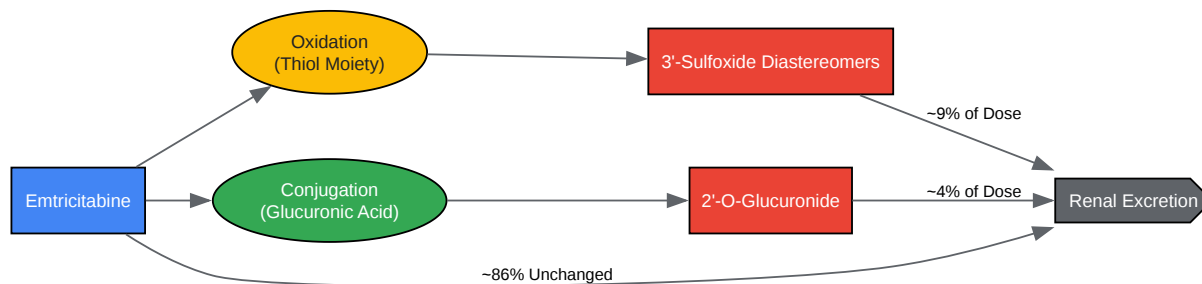 Oxidation
(Thiol Moiety)
3'-Sulfoxide Diastereomers
~9% of Dose
Emtricitabine
Conjugation
(Glucuronic Acid)
2'-O-Glucuronide
~4% of Dose
Renal Excretion
~86% Unchanged